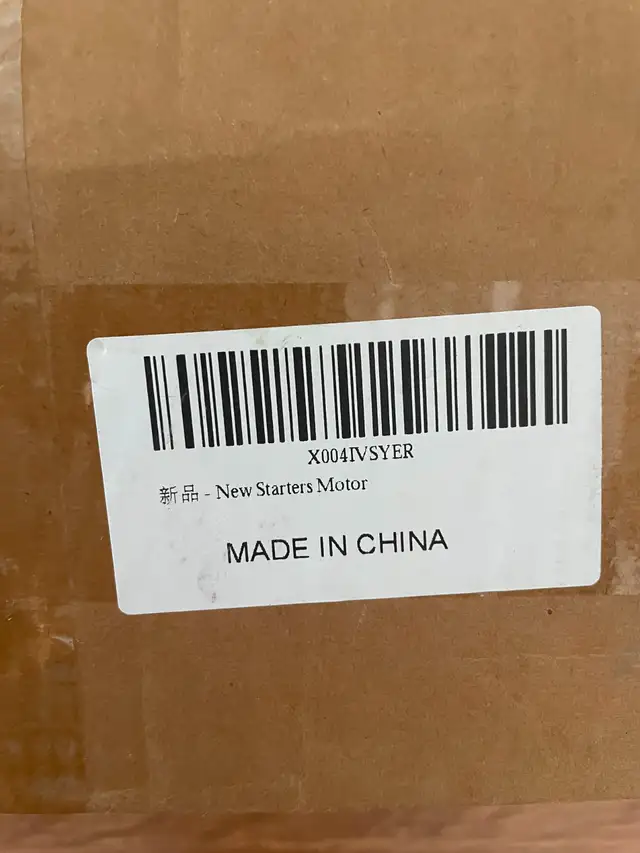 X004IVSYER
新品 - New Starters Motor
MADE IN CHINA